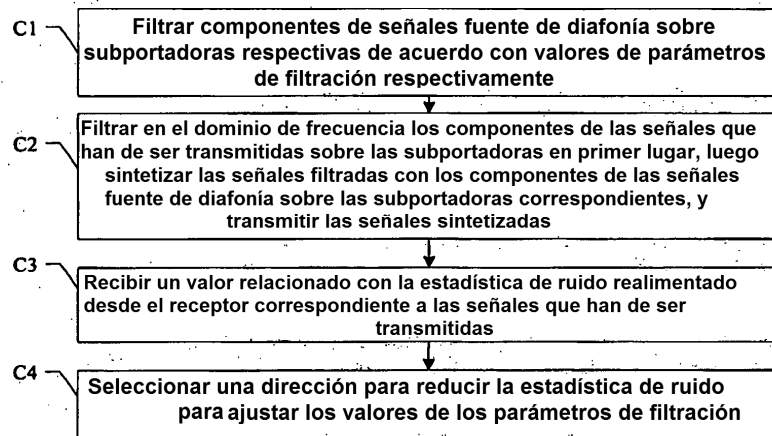 C1
Filtrar componentes de señales fuente de diafonía sobre
subportadoras respectivas de acuerdo con valores de parámetros
de filtración respectivamente
C2
Filtrar en el dominio de frecuencia los componentes de las señales que
han de ser transmitidas sobre las subportadoras en primer lugar, luego
sintetizar las señales filtradas con los componentes de las señales
fuente de diafonía sobre las subportadoras correspondientes, y
transmitir las señales sintetizadas
C3
Recibir un valor relacionado con la estadística de ruido realimentado
desde el receptor correspondiente a las señales que han de ser
transmitidas
C4
Seleccionar una dirección para reducir la estadística de ruido
para ajustar los valores de los parámetros de filtración